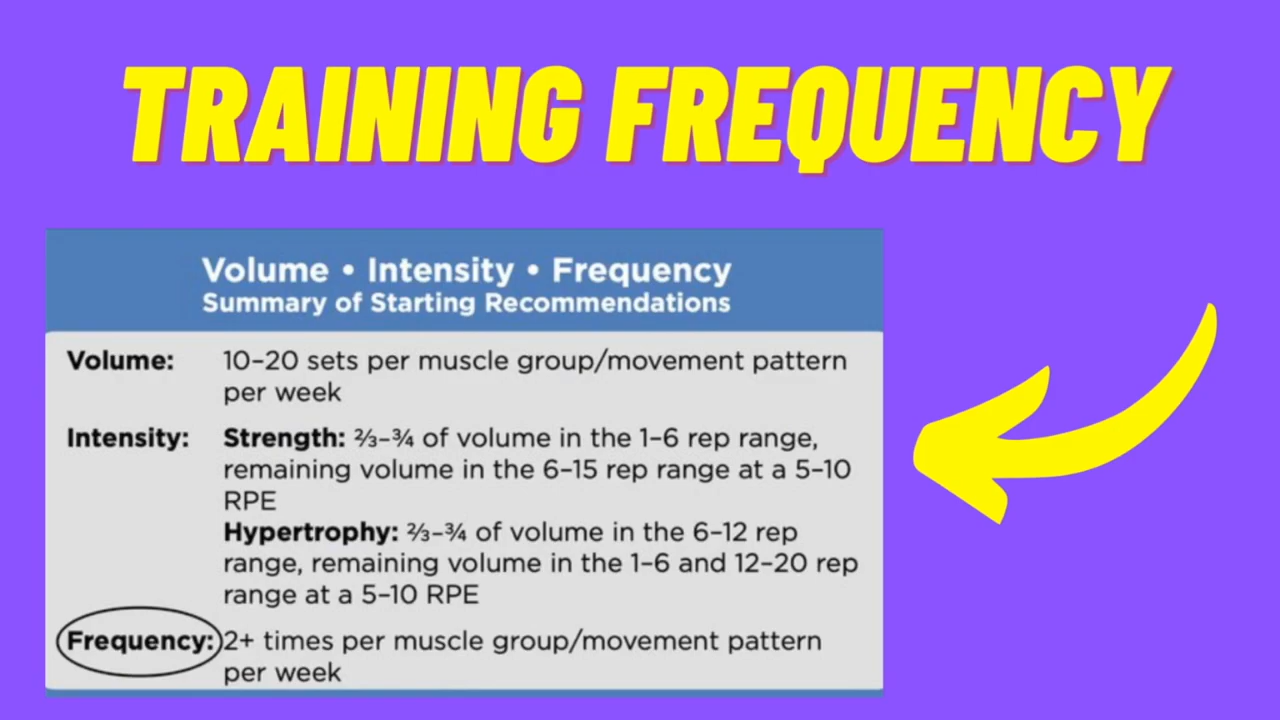 TRAINING FREQUENCY
Volume • Intensity • Frequency
Summary of Starting Recommendations
Volume: 10–20 sets per muscle group/movement pattern
per week
Intensity: Strength: ⅔–¾ of volume in the 1–6 rep range,
remaining volume in the 6–15 rep range at a 5–10
RPE
Hypertrophy: ⅔–¾ of volume in the 6–12 rep
range, remaining volume in the 1–6 and 12–20 rep
range at a 5–10 RPE
Frequency: 2+ times per muscle group/movement pattern
per week